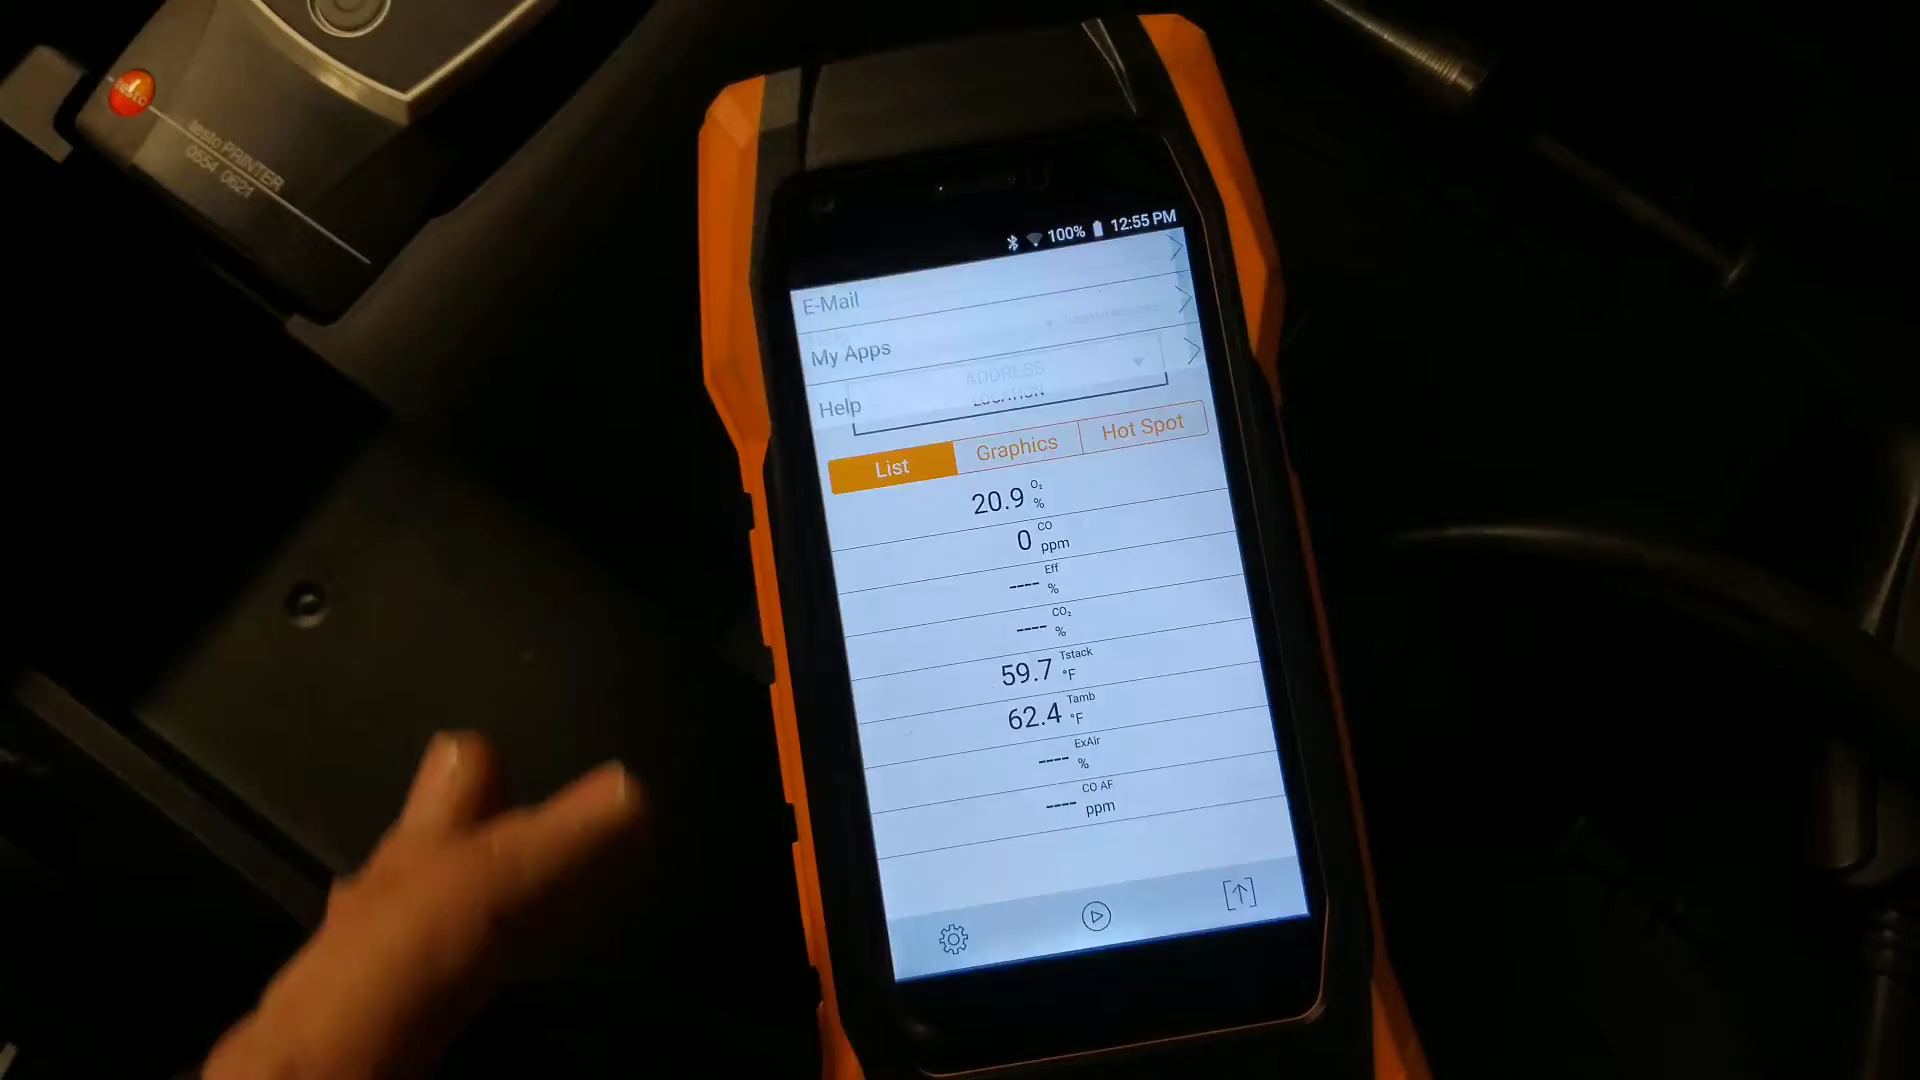 testo
testo PRINTER
0554 0621
100% 12:55 PM
E-Mail
My Apps
ADDRESS
LOCATION
Help
List Graphics Hot Spot
20.9 O₂ %
0 CO ppm
---- Eff %
---- CO₂ %
59.7 Tstack °F
62.4 Tamb °F
---- ExAir %
---- CO AF ppm